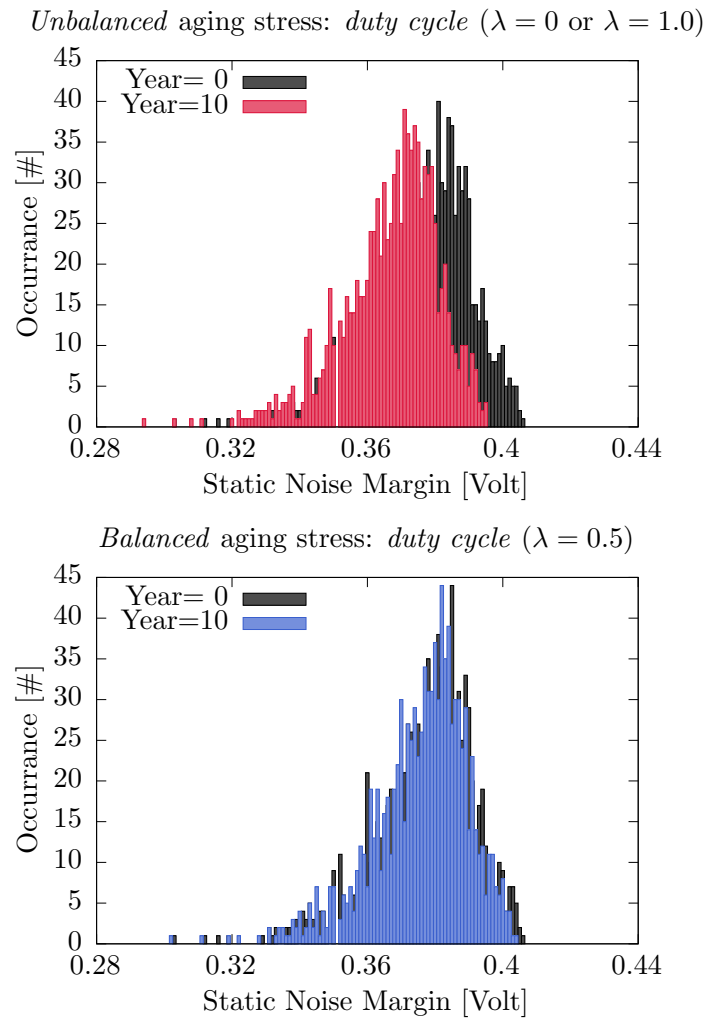 Unbalanced aging stress: duty cycle (λ = 0 or λ = 1.0)
45
40
35
30
25
20
15
10
5
0
Occurrance [#]
Year= 0
Year=10
0.28 0.32 0.36 0.4 0.44
Static Noise Margin [Volt]
Balanced aging stress: duty cycle (λ = 0.5)
45
40
35
30
25
20
15
10
5
0
Occurrance [#]
Year= 0
Year=10
0.28 0.32 0.36 0.4 0.44
Static Noise Margin [Volt]